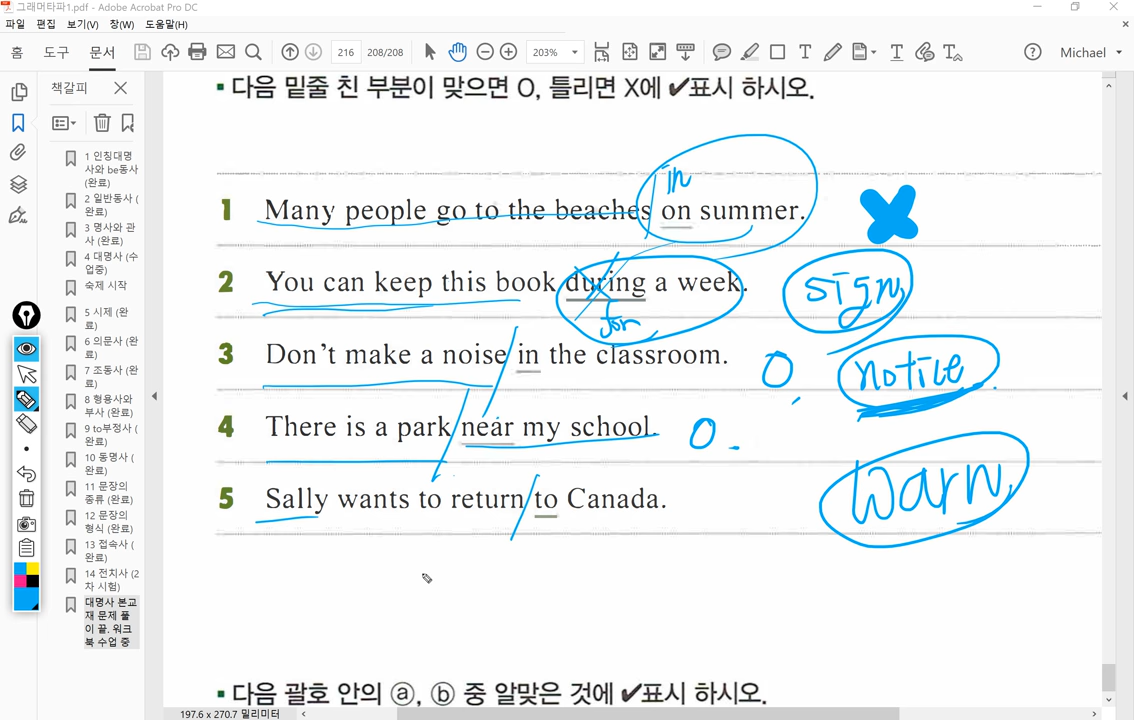 그래머타파1.pdf - Adobe Acrobat Pro DC
파일 편집 보기(V) 창(W) 도움말(H)
홈 도구 문서 216 208/208 203% Michael
책갈피
1 인칭대명
사와 be동사
(완료)
2 일반동사 (
완료)
3 명사와 관
사 (완료)
4 대명사 (수
업중)
숙제 시작
5 시제 (완
료)
6 의문사 (완
료)
7 조동사 (완
료)
8 형용사와
부사 (완료)
9 to부정사 (
완료)
10 동명사 (
완료)
11 문장의
종류 (완료)
12 문장의
형식 (완료)
13 접속사 (
완료)
14 전치사 (2
차 시험)
대명사 본교
재 문제 풀
이 끝. 워크
북 수업 중
다음 밑줄 친 부분이 맞으면 O, 틀리면 X에 ✔표시 하시오.
in
1 Many people go to the beaches on summer. X
2 You can keep this book during a week. sign,
for
3 Don't make a noise in the classroom. O, notice
4 There is a park near my school. O.
5 Sally wants to return to Canada. warn,
다음 괄호 안의 ⓐ, ⓑ 중 알맞은 것에 ✔표시 하시오.
197.6 x 270.7 밀리미터